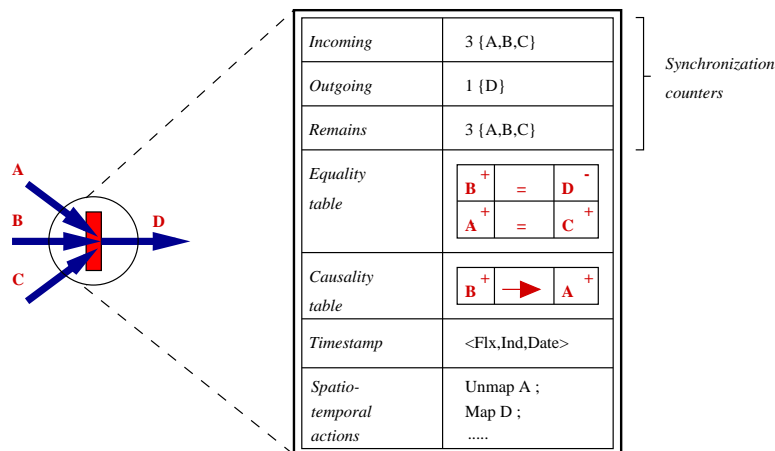 A
B
C
D
Incoming 3 {A,B,C}
Outgoing 1 {D}
Remains 3 {A,B,C}
Synchronization
counters
Equality
table
B+ = D-
A+ = C+
Causality
table
B+ A+
Timestamp <Flx,Ind,Date>
Spatio-
temporal
actions
Unmap A ;
Map D ;
.....